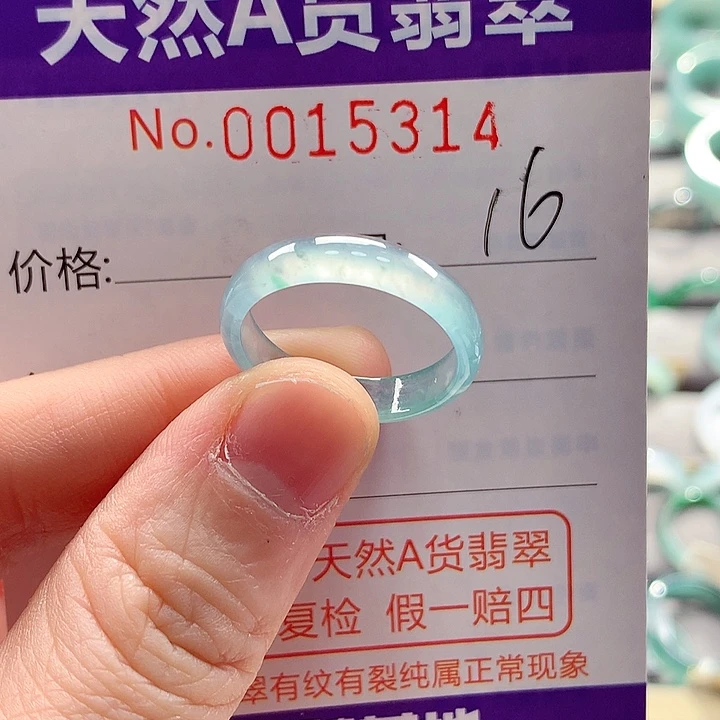 天然A货翡翠
No.0015314
16
价格:
天然A货翡翠
复检 假一赔四
翠有纹有裂纯属正常现象